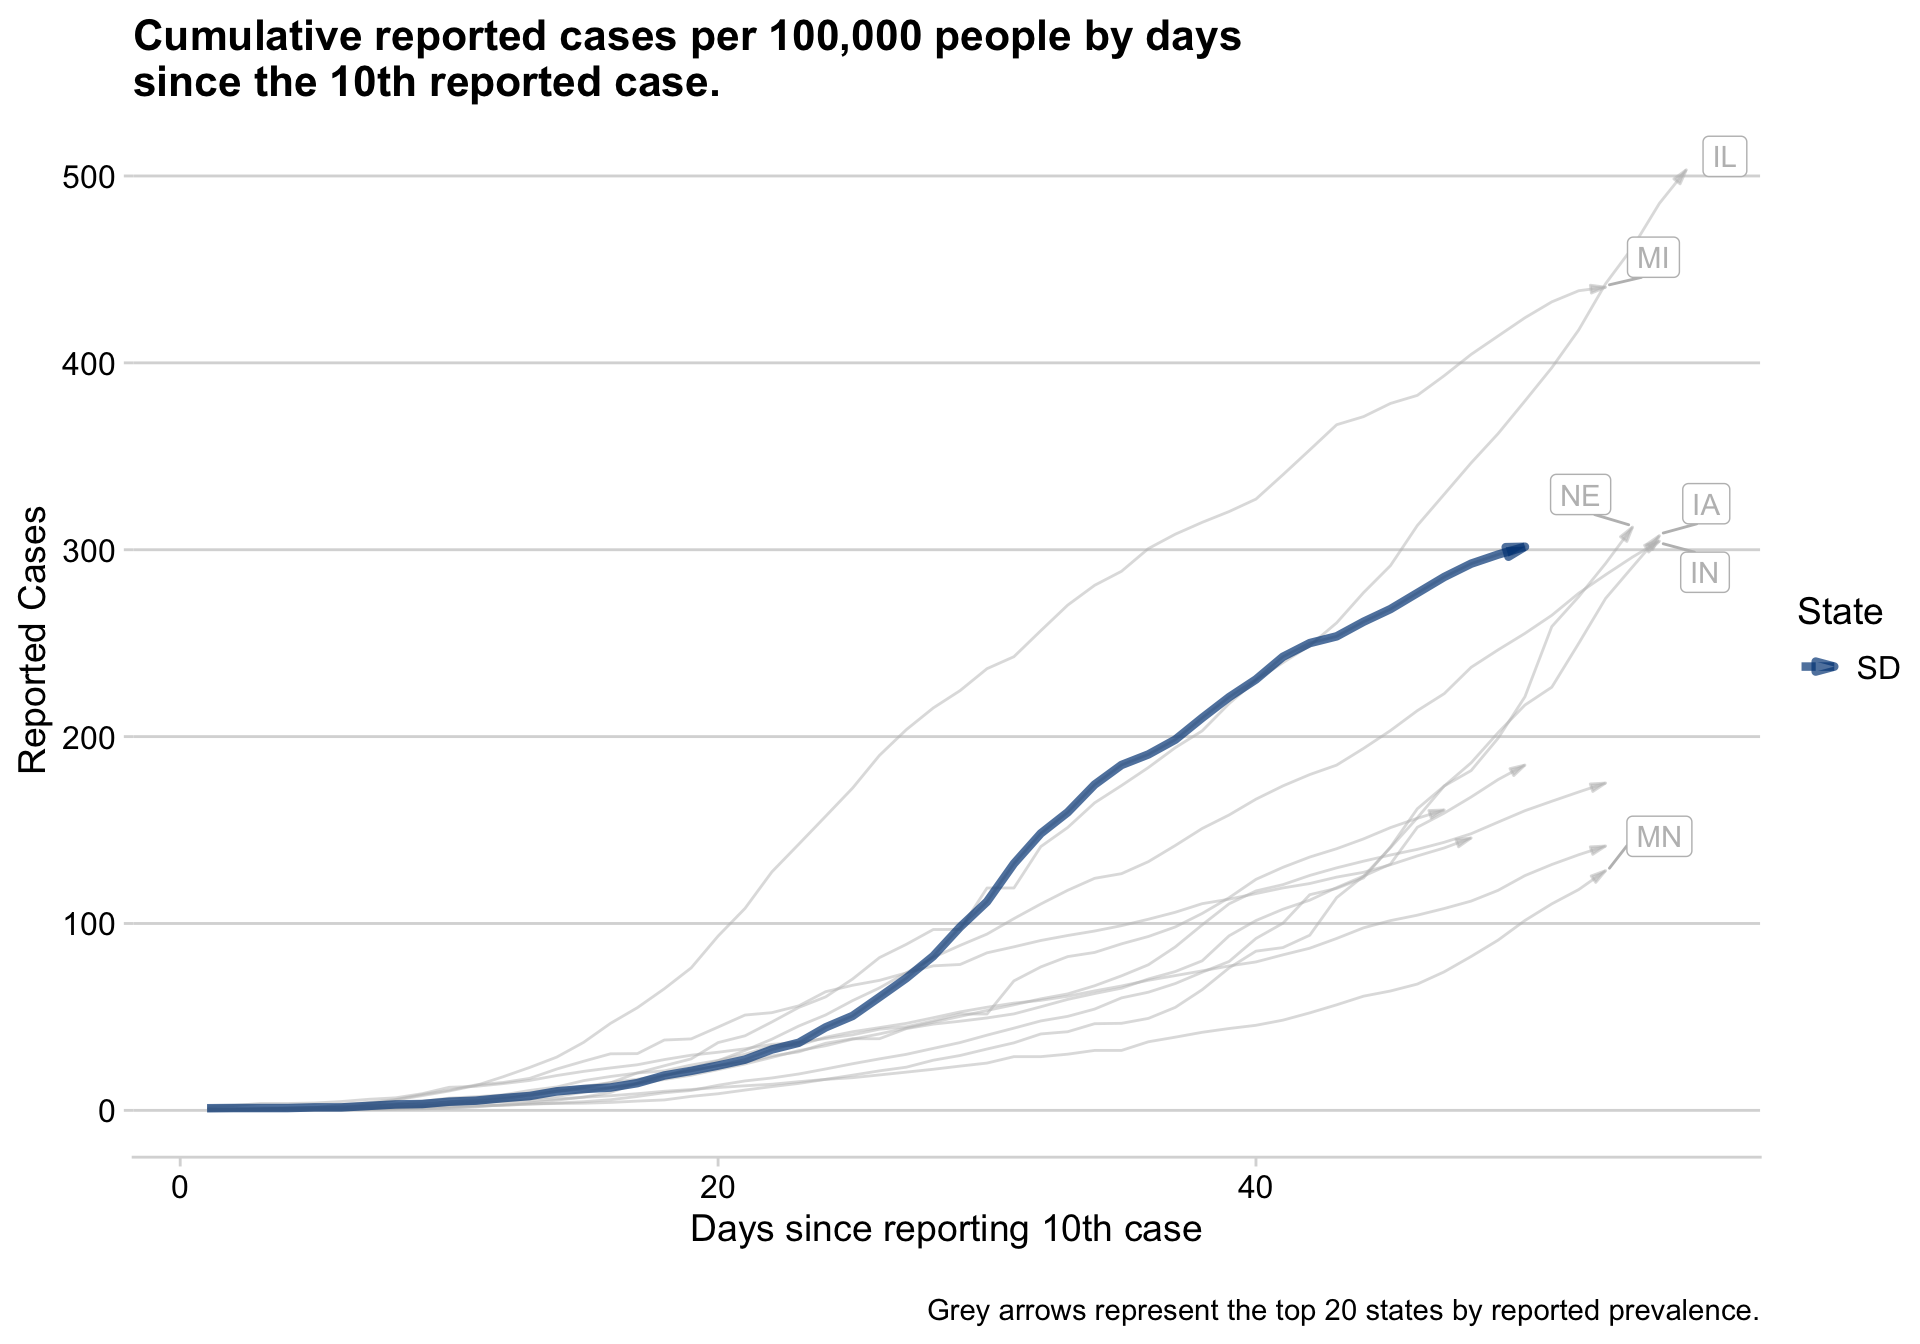 Cumulative reported cases per 100,000 people by days
since the 10th reported case.
Reported Cases
500
400
300
200
100
0
IL
MI
NE
IA
IN
MN
State
SD
0
20
40
Days since reporting 10th case
Grey arrows represent the top 20 states by reported prevalence.